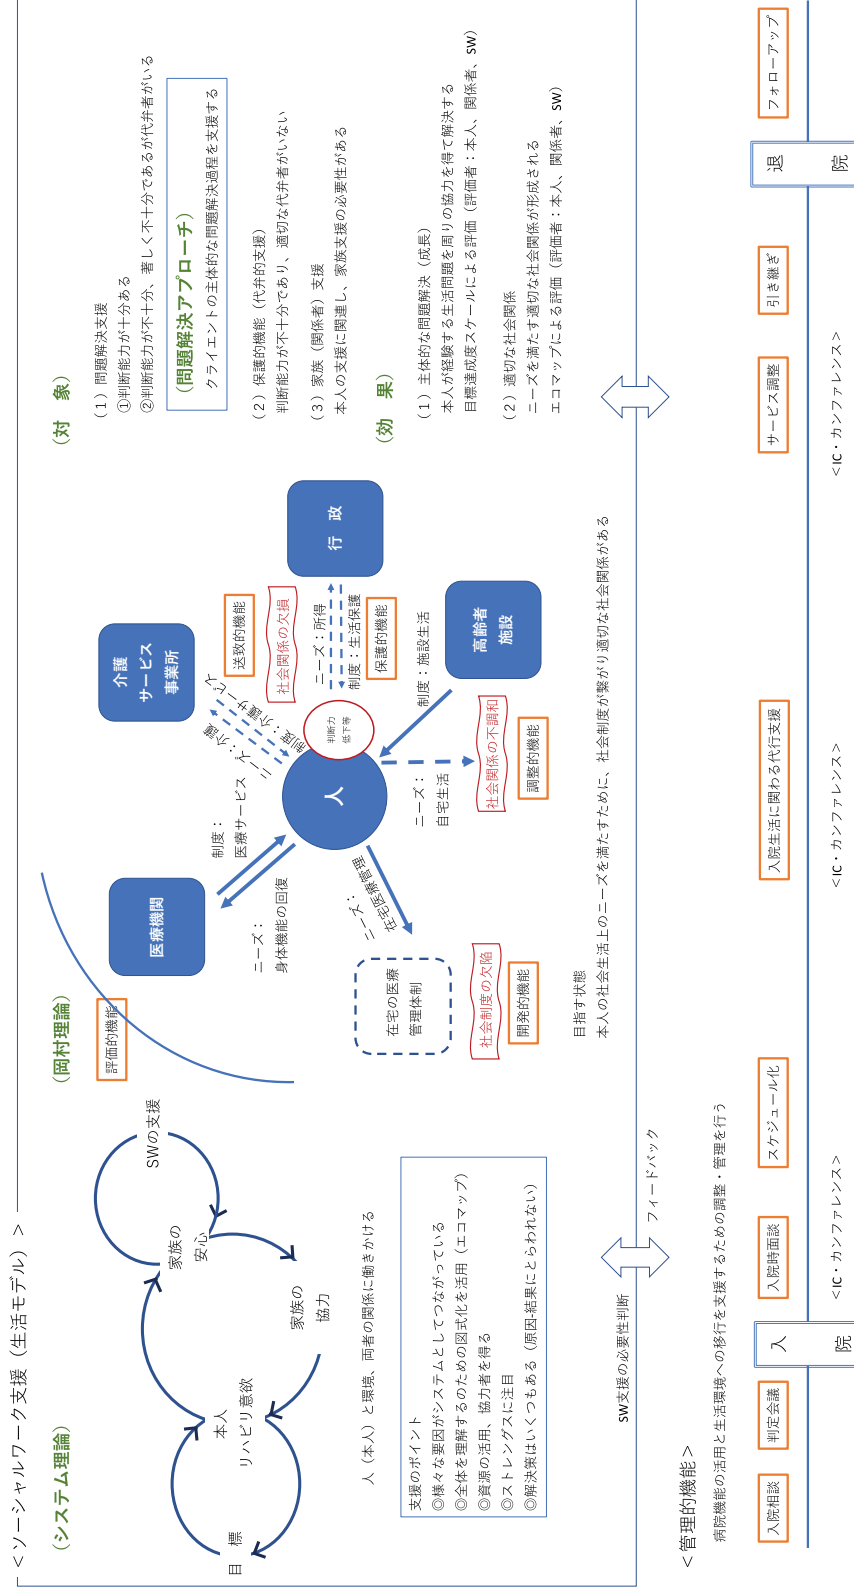 ＜ソーシャルワーク支援（生活モデル）＞
（システム理論）
目　標
本人
リハビリ意欲
家族の
安心
SWの支援
家族の
協力
人（本人）と環境、両者の関係に働きかける
支援のポイント
◎様々な要因がシステムとしてつながっている
◎全体を理解するのための図式化を活用（エコマップ）
◎資源の活用、協力者を得る
◎ストレングスに注目
◎解決策はいくつもある（原因-結果にとらわれない）
（岡村理論）
評価的機能
医療機関
制度：
医療サービス
ニーズ：
身体機能の回復
介護
サービス
事業所
ニーズ：介護
制度：介護サービス
送致的機能
社会関係の欠損
ニーズ：所得
制度：生活保護
保護的機能
行　政
人
判断力
低下等
高齢者
施設
制度：施設生活
ニーズ：
自宅生活
社会関係の不調和
調整的機能
ニーズ：
在宅医療管理
在宅の医療
管理体制
社会制度の欠陥
開発的機能
目指す状態
本人の社会生活上のニーズを満たすために、社会制度が繋がり適切な社会関係がある
（対　象）
（１）問題解決支援
①判断能力が十分ある
②判断能力が不十分、著しく不十分であるが代弁者がいる
（問題解決アプローチ）
クライエントの主体的な問題解決過程を支援する
（２）保護的機能（代弁的支援）
判断能力が不十分であり、適切な代弁者がいない
（３）家族（関係者）支援
本人の支援に関連し、家族支援の必要性がある
（効　果）
（１）主体的な問題解決（成長）
本人が経験する生活問題を周りの協力を得て解決する
目標達成度スケールによる評価（評価者：本人、関係者、SW）
（２）適切な社会関係
ニーズを満たす適切な社会関係が形成される
エコマップによる評価（評価者：本人、関係者、SW）
SW支援の必要性判断
フィードバック
＜管理的機能＞
病院機能の活用と生活環境への移行を支援するための調整・管理を行う
入院相談
判定会議
入　院
入院時面談
スケジュール化
入院生活に関わる代行支援
サービス調整
引き継ぎ
退　院
フォローアップ
＜IC・カンファレンス＞
＜IC・カンファレンス＞
＜IC・カンファレンス＞